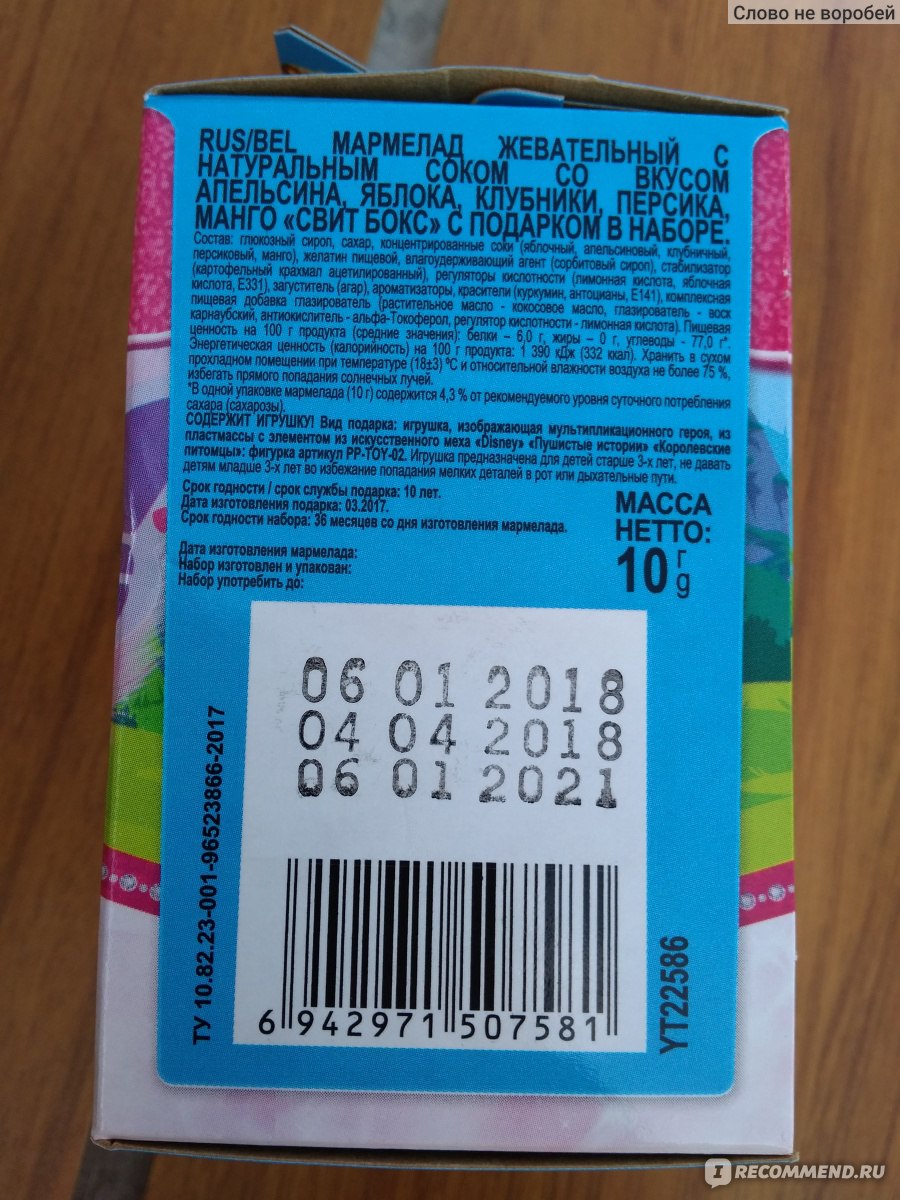 Слово не воробей
RUS/BEL МАРМЕЛАД ЖЕВАТЕЛЬНЫЙ С
НАТУРАЛЬНЫМ СОКОМ СО ВКУСОМ
АПЕЛЬСИНА, ЯБЛОКА, КЛУБНИКИ, ПЕРСИКА,
МАНГО «СВИТ БОКС» С ПОДАРКОМ В НАБОРЕ.
Состав: глюкозный сироп, сахар, концентрированные соки (яблочный, апельсиновый, клубничный,
персиковый, манго), желатин пищевой, влагоудерживающий агент (сорбитовый сироп), стабилизатор
(картофельный крахмал ацетилированный), регуляторы кислотности (лимонная кислота, яблочная
кислота, Е331), загуститель (агар), ароматизаторы, красители (куркумин, антоцианы, Е141), комплексная
пищевая добавка глазирователь (растительное масло - кокосовое масло, глазирователь - воск
карнаубский, антиокислитель - альфа-Токоферол, регулятор кислотности - лимонная кислота). Пищевая
ценность на 100 г продукта (средние значения): белки – 6,0 г, жиры – 0 г, углеводы - 77,0 г*.
Энергетическая ценность (калорийность) на 100 г продукта: 1 390 кДж (332 ккал). Хранить в сухом
прохладном помещении при температуре (18±3) ºС и относительной влажности воздуха не более 75 %,
избегать прямого попадания солнечных лучей.
*В одной упаковке мармелада (10 г) содержится 4,3 % от рекомендуемого уровня суточного потребления
сахара (сахарозы).
СОДЕРЖИТ ИГРУШКУ! Вид подарка: игрушка, изображающая мультипликационного героя, из
пластмассы с элементом из искусственного меха «Disney» «Пушистые истории» «Королевские
питомцы»: фигурка артикул PP-TOY-02. Игрушка предназначена для детей старше 3-х лет, не давать
детям младше 3-х лет во избежание попадания мелких деталей в рот или дыхательные пути.
Срок годности / срок службы подарка: 10 лет.
Дата изготовления подарка: 03.2017.
Срок годности набора: 36 месяцев со дня изготовления мармелада.
МАССА
НЕТТО:
10 г g
Дата изготовления мармелада:
Набор изготовлен и упакован:
Набор употребить до:
06 01 2018
04 04 2018
06 01 2021
ТУ 10.82.23-001-96523866-2017
6 942971 507581
YT22586
IRECOMMEND.RU